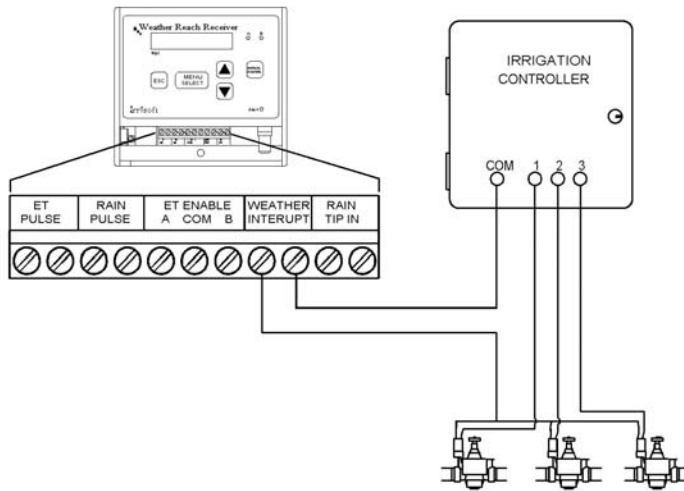 Weather Reach Receiver
ESC
MENU
SELECT
irrisoft
IRRIGATION
CONTROLLER
COM 1 2 3
ET
PULSE
RAIN
PULSE
ET ENABLE
A COM B
WEATHER
INTERUPT
RAIN
TIP IN